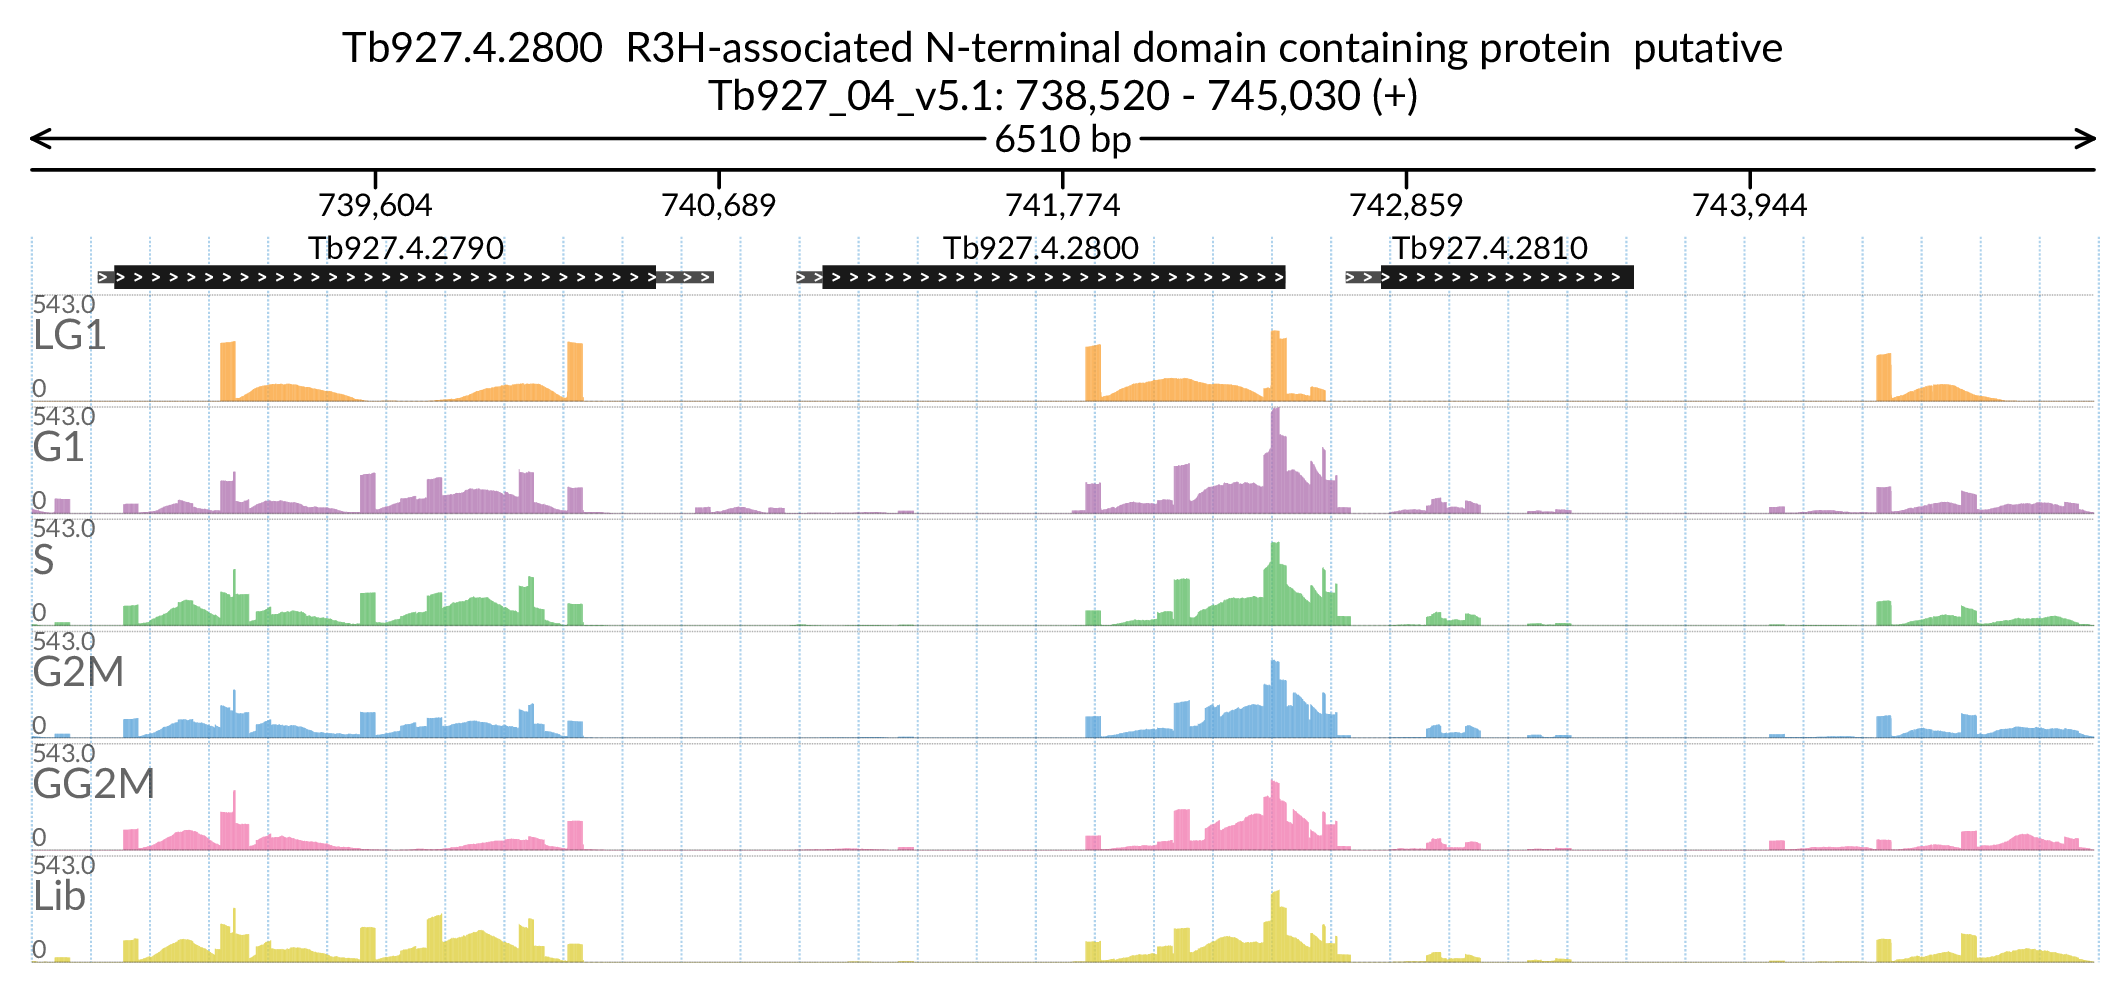 Tb927.4.2800 R3H-associated N-terminal domain containing protein putative
Tb927_04_v5.1: 738,520 - 745,030 (+)
6510 bp
739,604 740,689 741,774 742,859 743,944
Tb927.4.2790 Tb927.4.2800 Tb927.4.2810
543.0
LG1
0
543.0
G1
0
543.0
S
0
543.0
G2M
0
543.0
GG2M
0
543.0
Lib
0